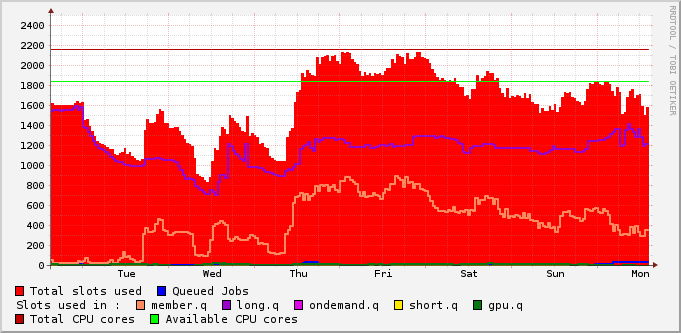 2400
2200
2000
1800
1600
1400
1200
1000
800
600
400
200
0
Tue Wed Thu Fri Sat Sun Mon
RRDTOOL / TOBI OETIKER
Total slots used Queued Jobs
Slots used in : member.q long.q ondemand.q short.q gpu.q
Total CPU cores Available CPU cores